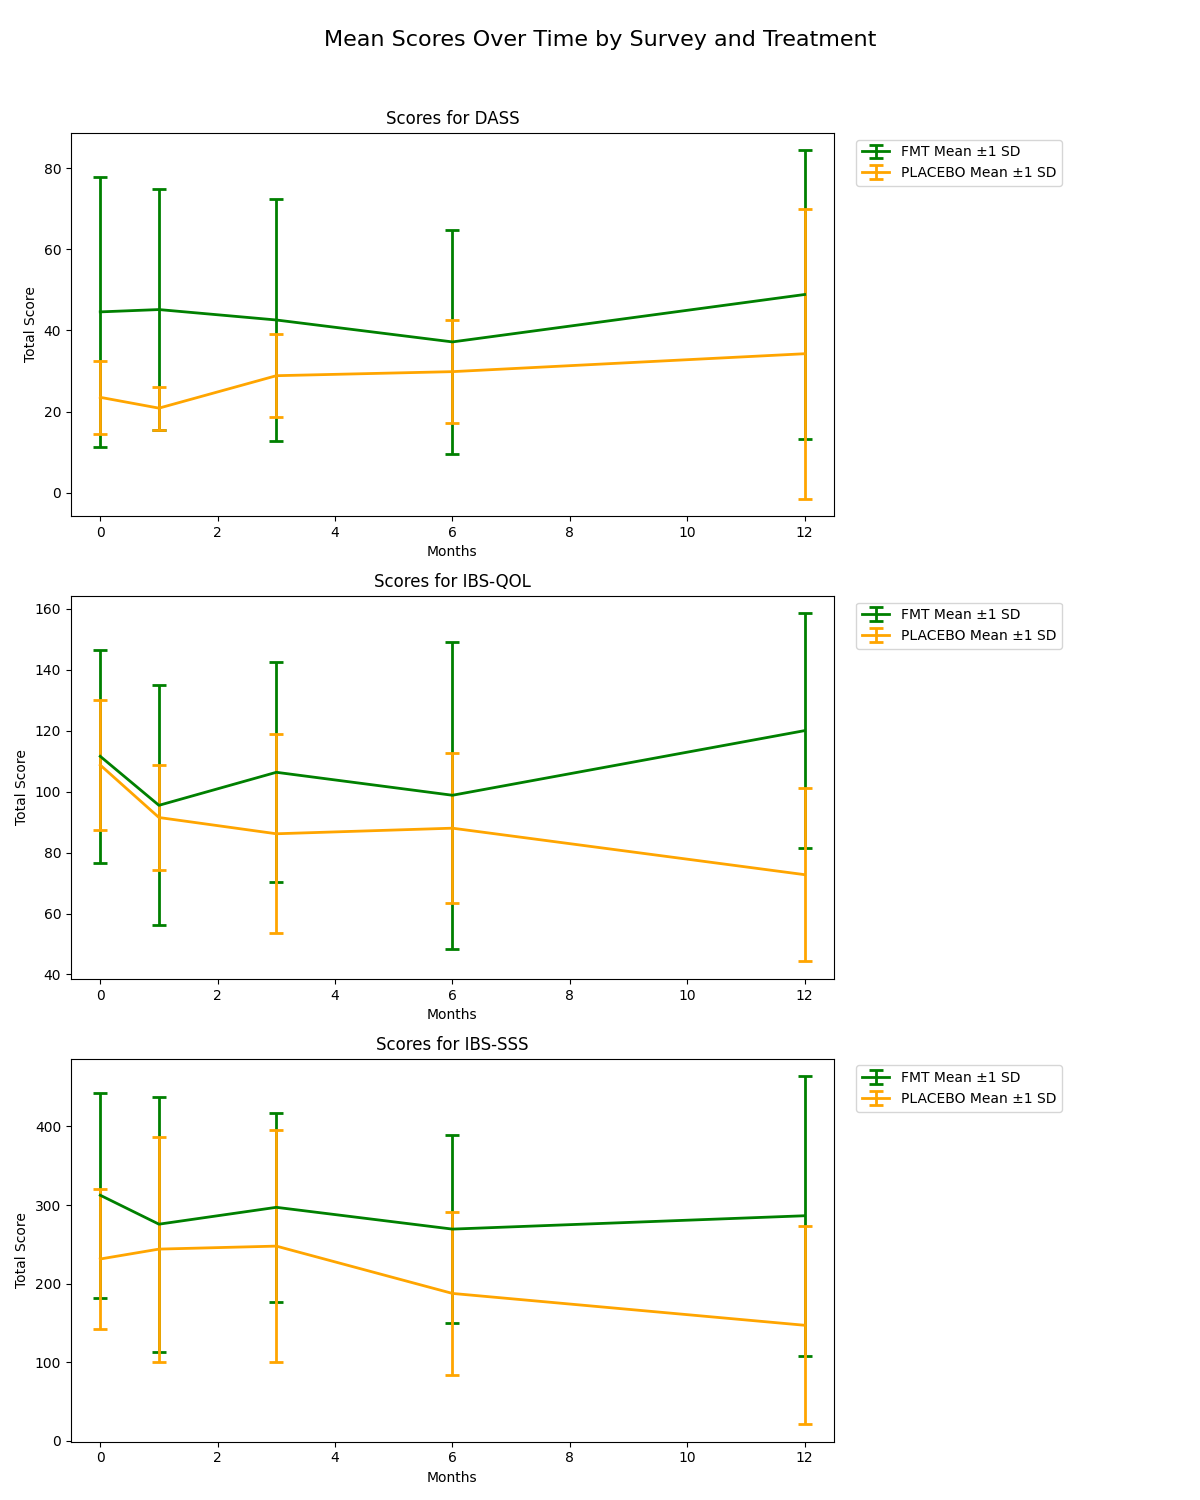 Mean Scores Over Time by Survey and Treatment
Scores for DASS
Total Score
80
60
40
20
0
0 2 4 6 8 10 12
Months
FMT Mean ±1 SD
PLACEBO Mean ±1 SD
Scores for IBS-QOL
Total Score
160
140
120
100
80
60
40
0 2 4 6 8 10 12
Months
FMT Mean ±1 SD
PLACEBO Mean ±1 SD
Scores for IBS-SSS
Total Score
400
300
200
100
0
0 2 4 6 8 10 12
Months
FMT Mean ±1 SD
PLACEBO Mean ±1 SD